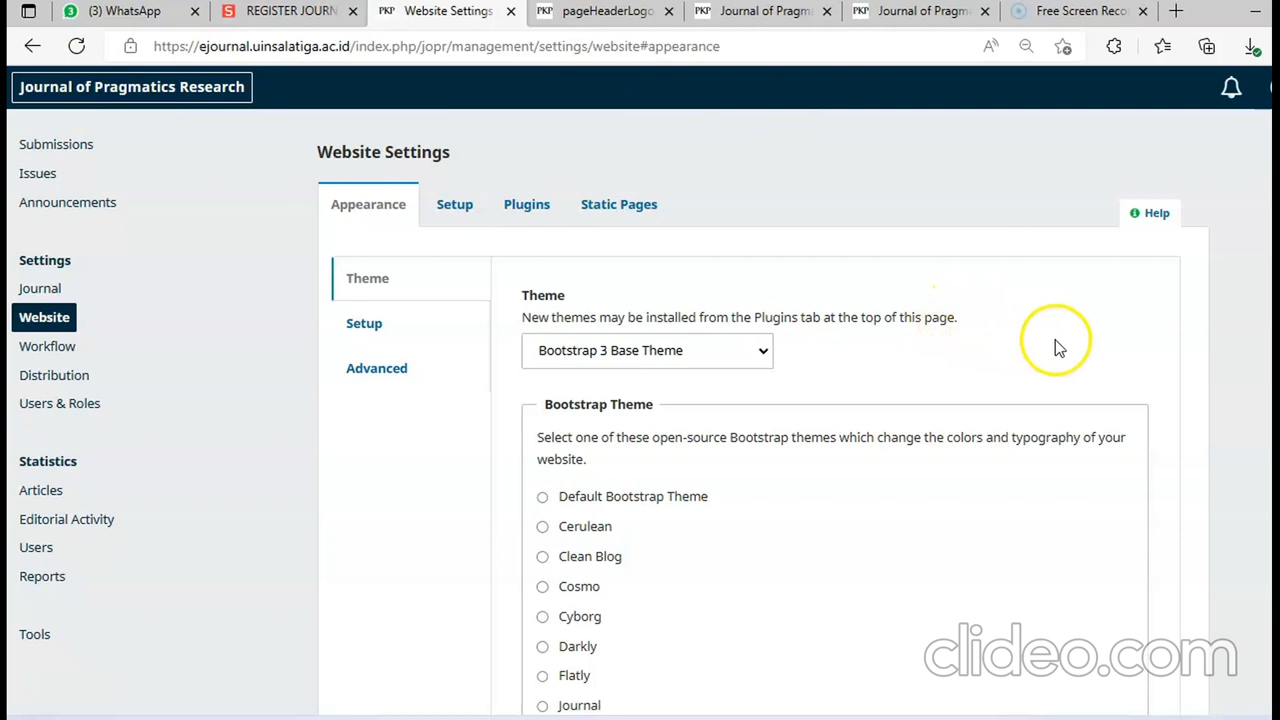 (3) WhatsApp
REGISTER JOURN
PKP Website Settings
PKP pageHeaderLogo
PKP Journal of Pragm
PKP Journal of Pragm
Free Screen Reco
https://ejournal.uinsalatiga.ac.id/index.php/jopr/management/settings/website#appearance
Journal of Pragmatics Research
Submissions
Issues
Announcements
Settings
Journal
Website
Workflow
Distribution
Users & Roles
Statistics
Articles
Editorial Activity
Users
Reports
Tools
Website Settings
Appearance
Setup
Plugins
Static Pages
Help
Theme
Setup
Advanced
Theme
New themes may be installed from the Plugins tab at the top of this page.
Bootstrap 3 Base Theme
Bootstrap Theme
Select one of these open-source Bootstrap themes which change the colors and typography of your
website.
Default Bootstrap Theme
Cerulean
Clean Blog
Cosmo
Cyborg
Darkly
Flatly
Journal
clideo.com